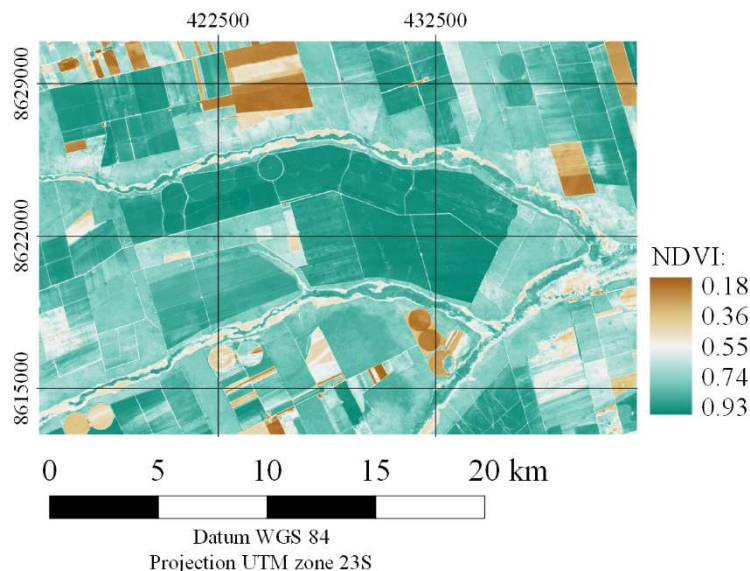 422500 432500
8629000
8622000
8615000
NDVI:
0.18
0.36
0.55
0.74
0.93
0 5 10 15 20 km
Datum WGS 84
Projection UTM zone 23S